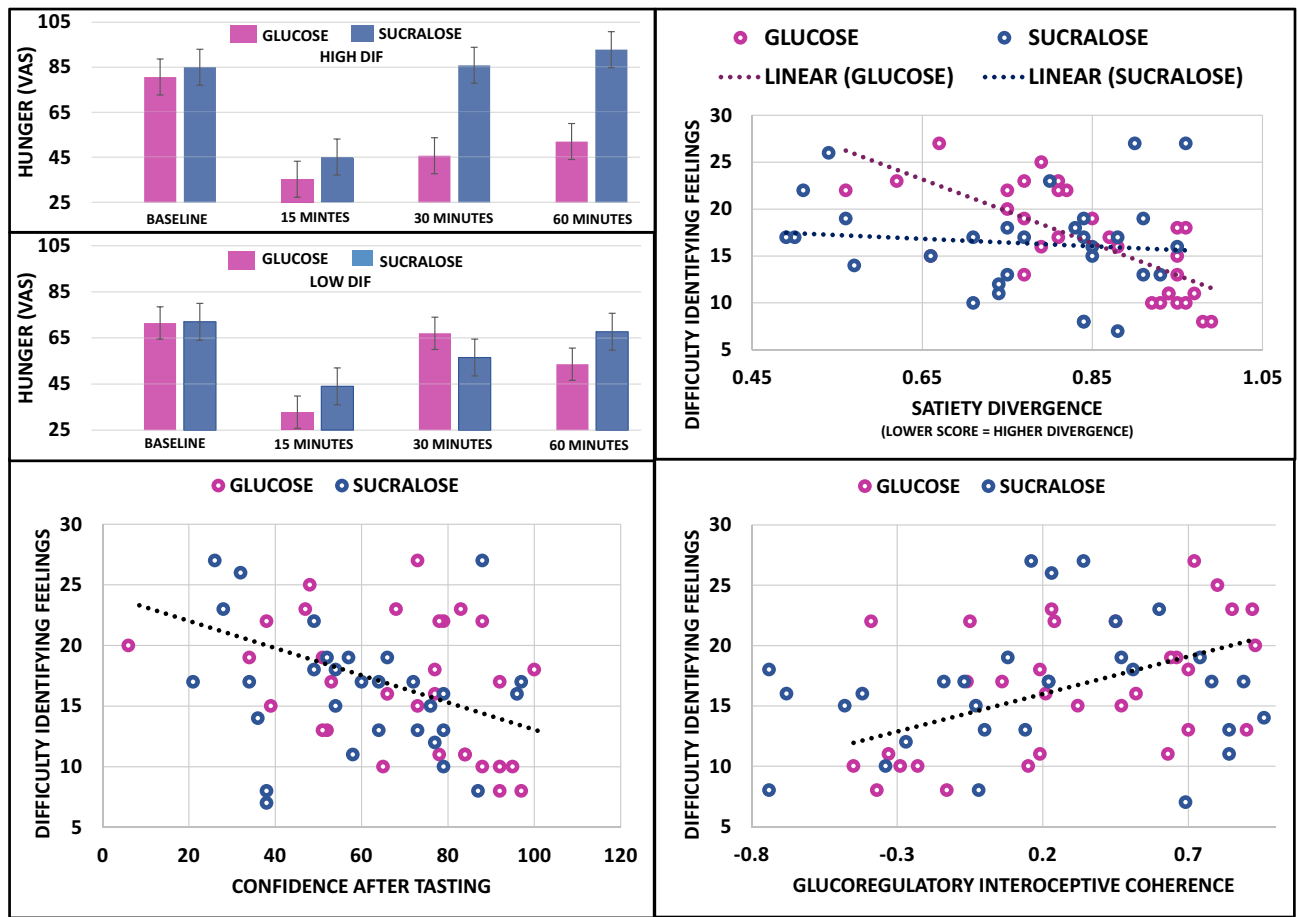 105
85
65
45
25
HUNGER (VAS)
GLUCOSE SUCRALOSE
HIGH DIF
BASELINE 15 MINTES 30 MINUTES 60 MINUTES
105
85
65
45
25
HUNGER (VAS)
GLUCOSE SUCRALOSE
LOW DIF
BASELINE 15 MINUTES 30 MINUTES 60 MINUTES
GLUCOSE SUCRALOSE
LINEAR (GLUCOSE) LINEAR (SUCRALOSE)
DIFFICULTY IDENTIFYING FEELINGS
30
25
20
15
10
5
0.45 0.65 0.85 1.05
SATIETY DIVERGENCE
(LOWER SCORE = HIGHER DIVERGENCE)
GLUCOSE SUCRALOSE
DIFFICULTY IDENTIFYING FEELINGS
30
25
20
15
10
5
0 20 40 60 80 100 120
CONFIDENCE AFTER TASTING
GLUCOSE SUCRALOSE
DIFFICULTY IDENTIFYING FEELINGS
30
25
20
15
10
5
-0.8 -0.3 0.2 0.7
GLUCOREGULATORY INTEROCEPTIVE COHERENCE